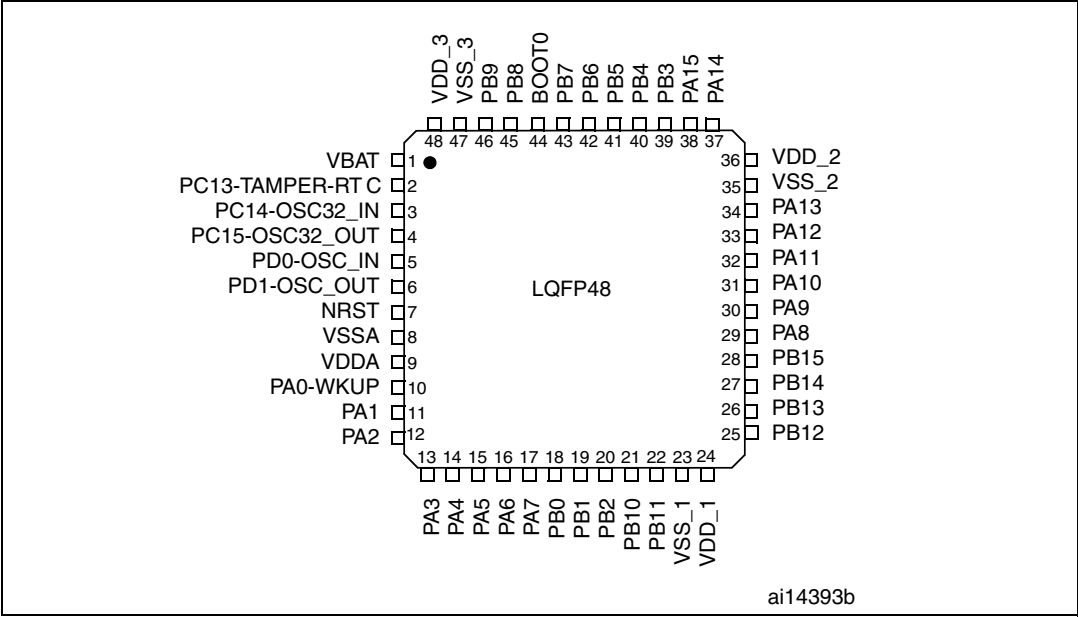 VDD_3
VSS_3
PB9
PB8
BOOT0
PB7
PB6
PB5
PB4
PB3
PA15
PA14
48 47 46 45 44 43 42 41 40 39 38 37
VBAT 1
PC13-TAMPER-RT C 2
PC14-OSC32_IN 3
PC15-OSC32_OUT 4
PD0-OSC_IN 5
PD1-OSC_OUT 6
NRST 7
VSSA 8
VDDA 9
PA0-WKUP 10
PA1 11
PA2 12
LQFP48
36 VDD_2
35 VSS_2
34 PA13
33 PA12
32 PA11
31 PA10
30 PA9
29 PA8
28 PB15
27 PB14
26 PB13
25 PB12
13 14 15 16 17 18 19 20 21 22 23 24
PA3
PA4
PA5
PA6
PA7
PB0
PB1
PB2
PB10
PB11
VSS_1
VDD_1
ai14393b